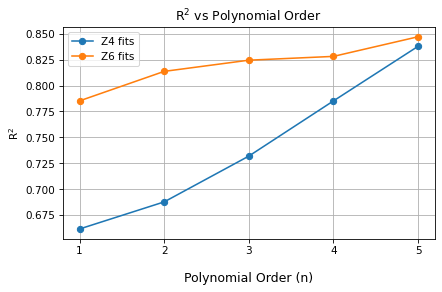 R² vs Polynomial Order
Z4 fits
Z6 fits
0.850
0.825
0.800
0.775
0.750
0.725
0.700
0.675
R²
1 2 3 4 5
Polynomial Order (n)